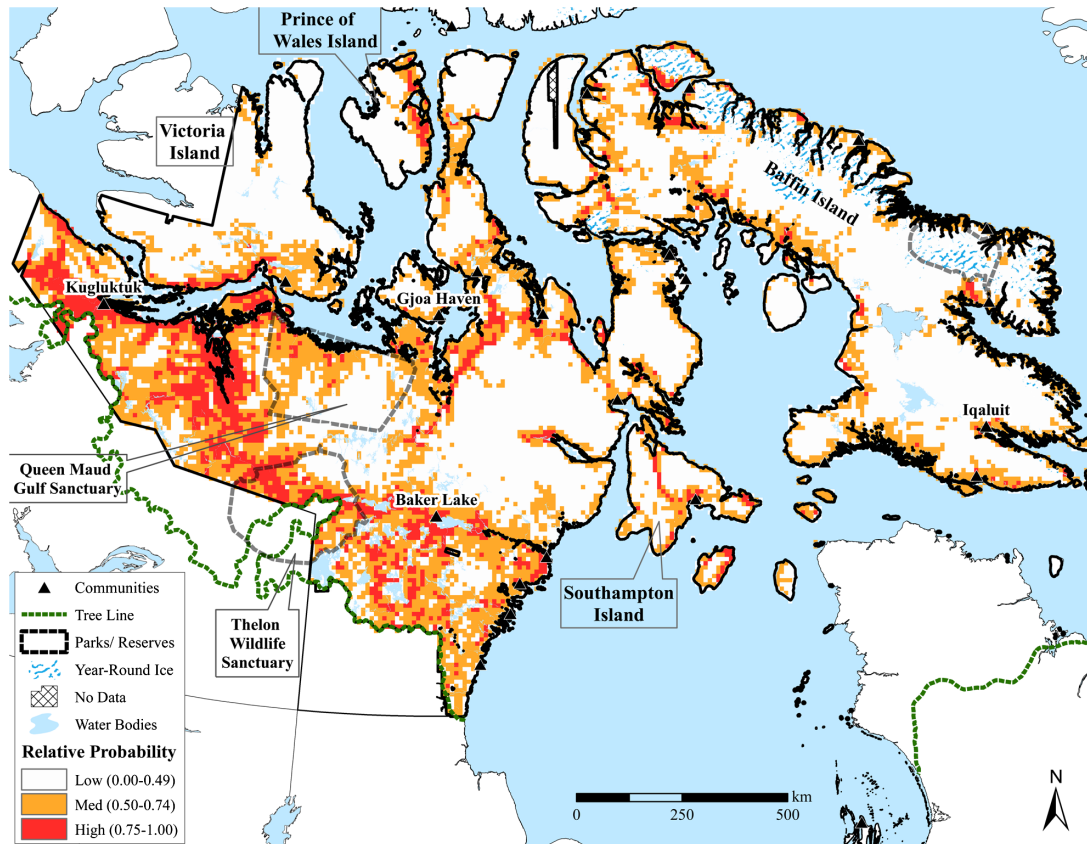 Prince of
Wales Island
Victoria
Island
Baffin Island
Kugluktuk
Gjoa Haven
Iqaluit
Queen Maud
Gulf Sanctuary
Baker Lake
Southampton
Island
Thelon
Wildlife
Sanctuary
Communities
Tree Line
Parks/ Reserves
Year-Round Ice
No Data
Water Bodies
Relative Probability
Low (0.00-0.49)
Med (0.50-0.74)
High (0.75-1.00)
km
0 250 500
N